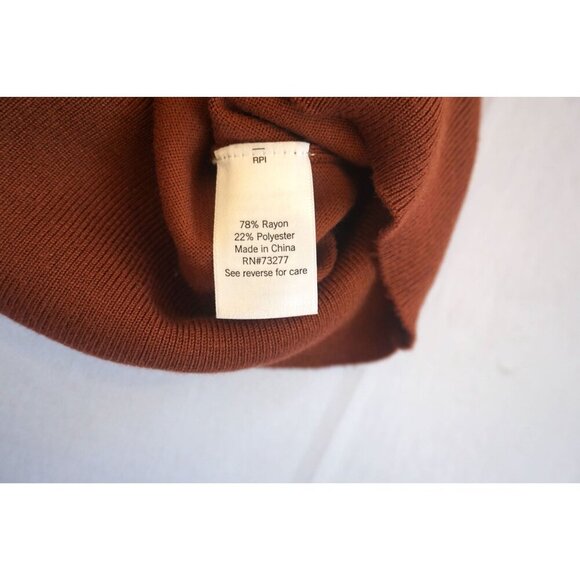 RPI
78% Rayon
22% Polyester
Made in China
RN#73277
See reverse for care